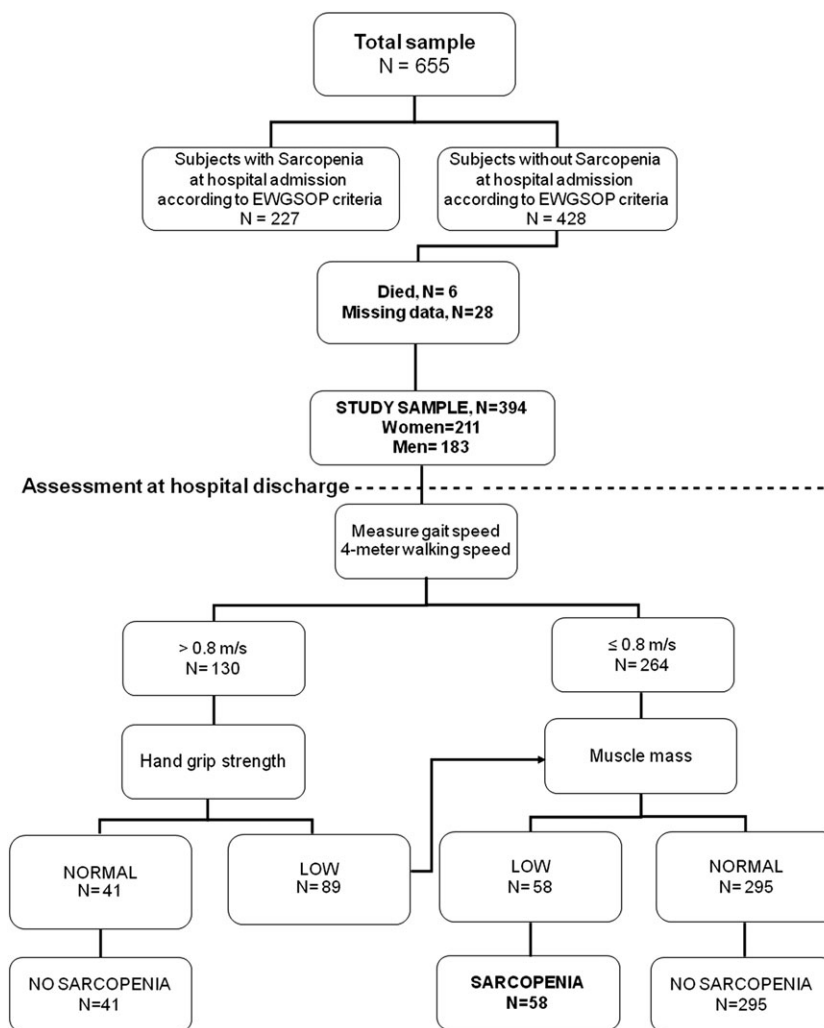 Total sample
N = 655
Subjects with Sarcopenia
at hospital admission
according to EWGSOP criteria
N = 227
Subjects without Sarcopenia
at hospital admission
according to EWGSOP criteria
N = 428
Died, N= 6
Missing data, N=28
STUDY SAMPLE, N=394
Women=211
Men= 183
Assessment at hospital discharge
Measure gait speed
4-meter walking speed
> 0.8 m/s
N= 130
≤ 0.8 m/s
N= 264
Hand grip strength
Muscle mass
NORMAL
N=41
LOW
N=89
LOW
N=58
NORMAL
N=295
NO SARCOPENIA
N=41
SARCOPENIA
N=58
NO SARCOPENIA
N=295